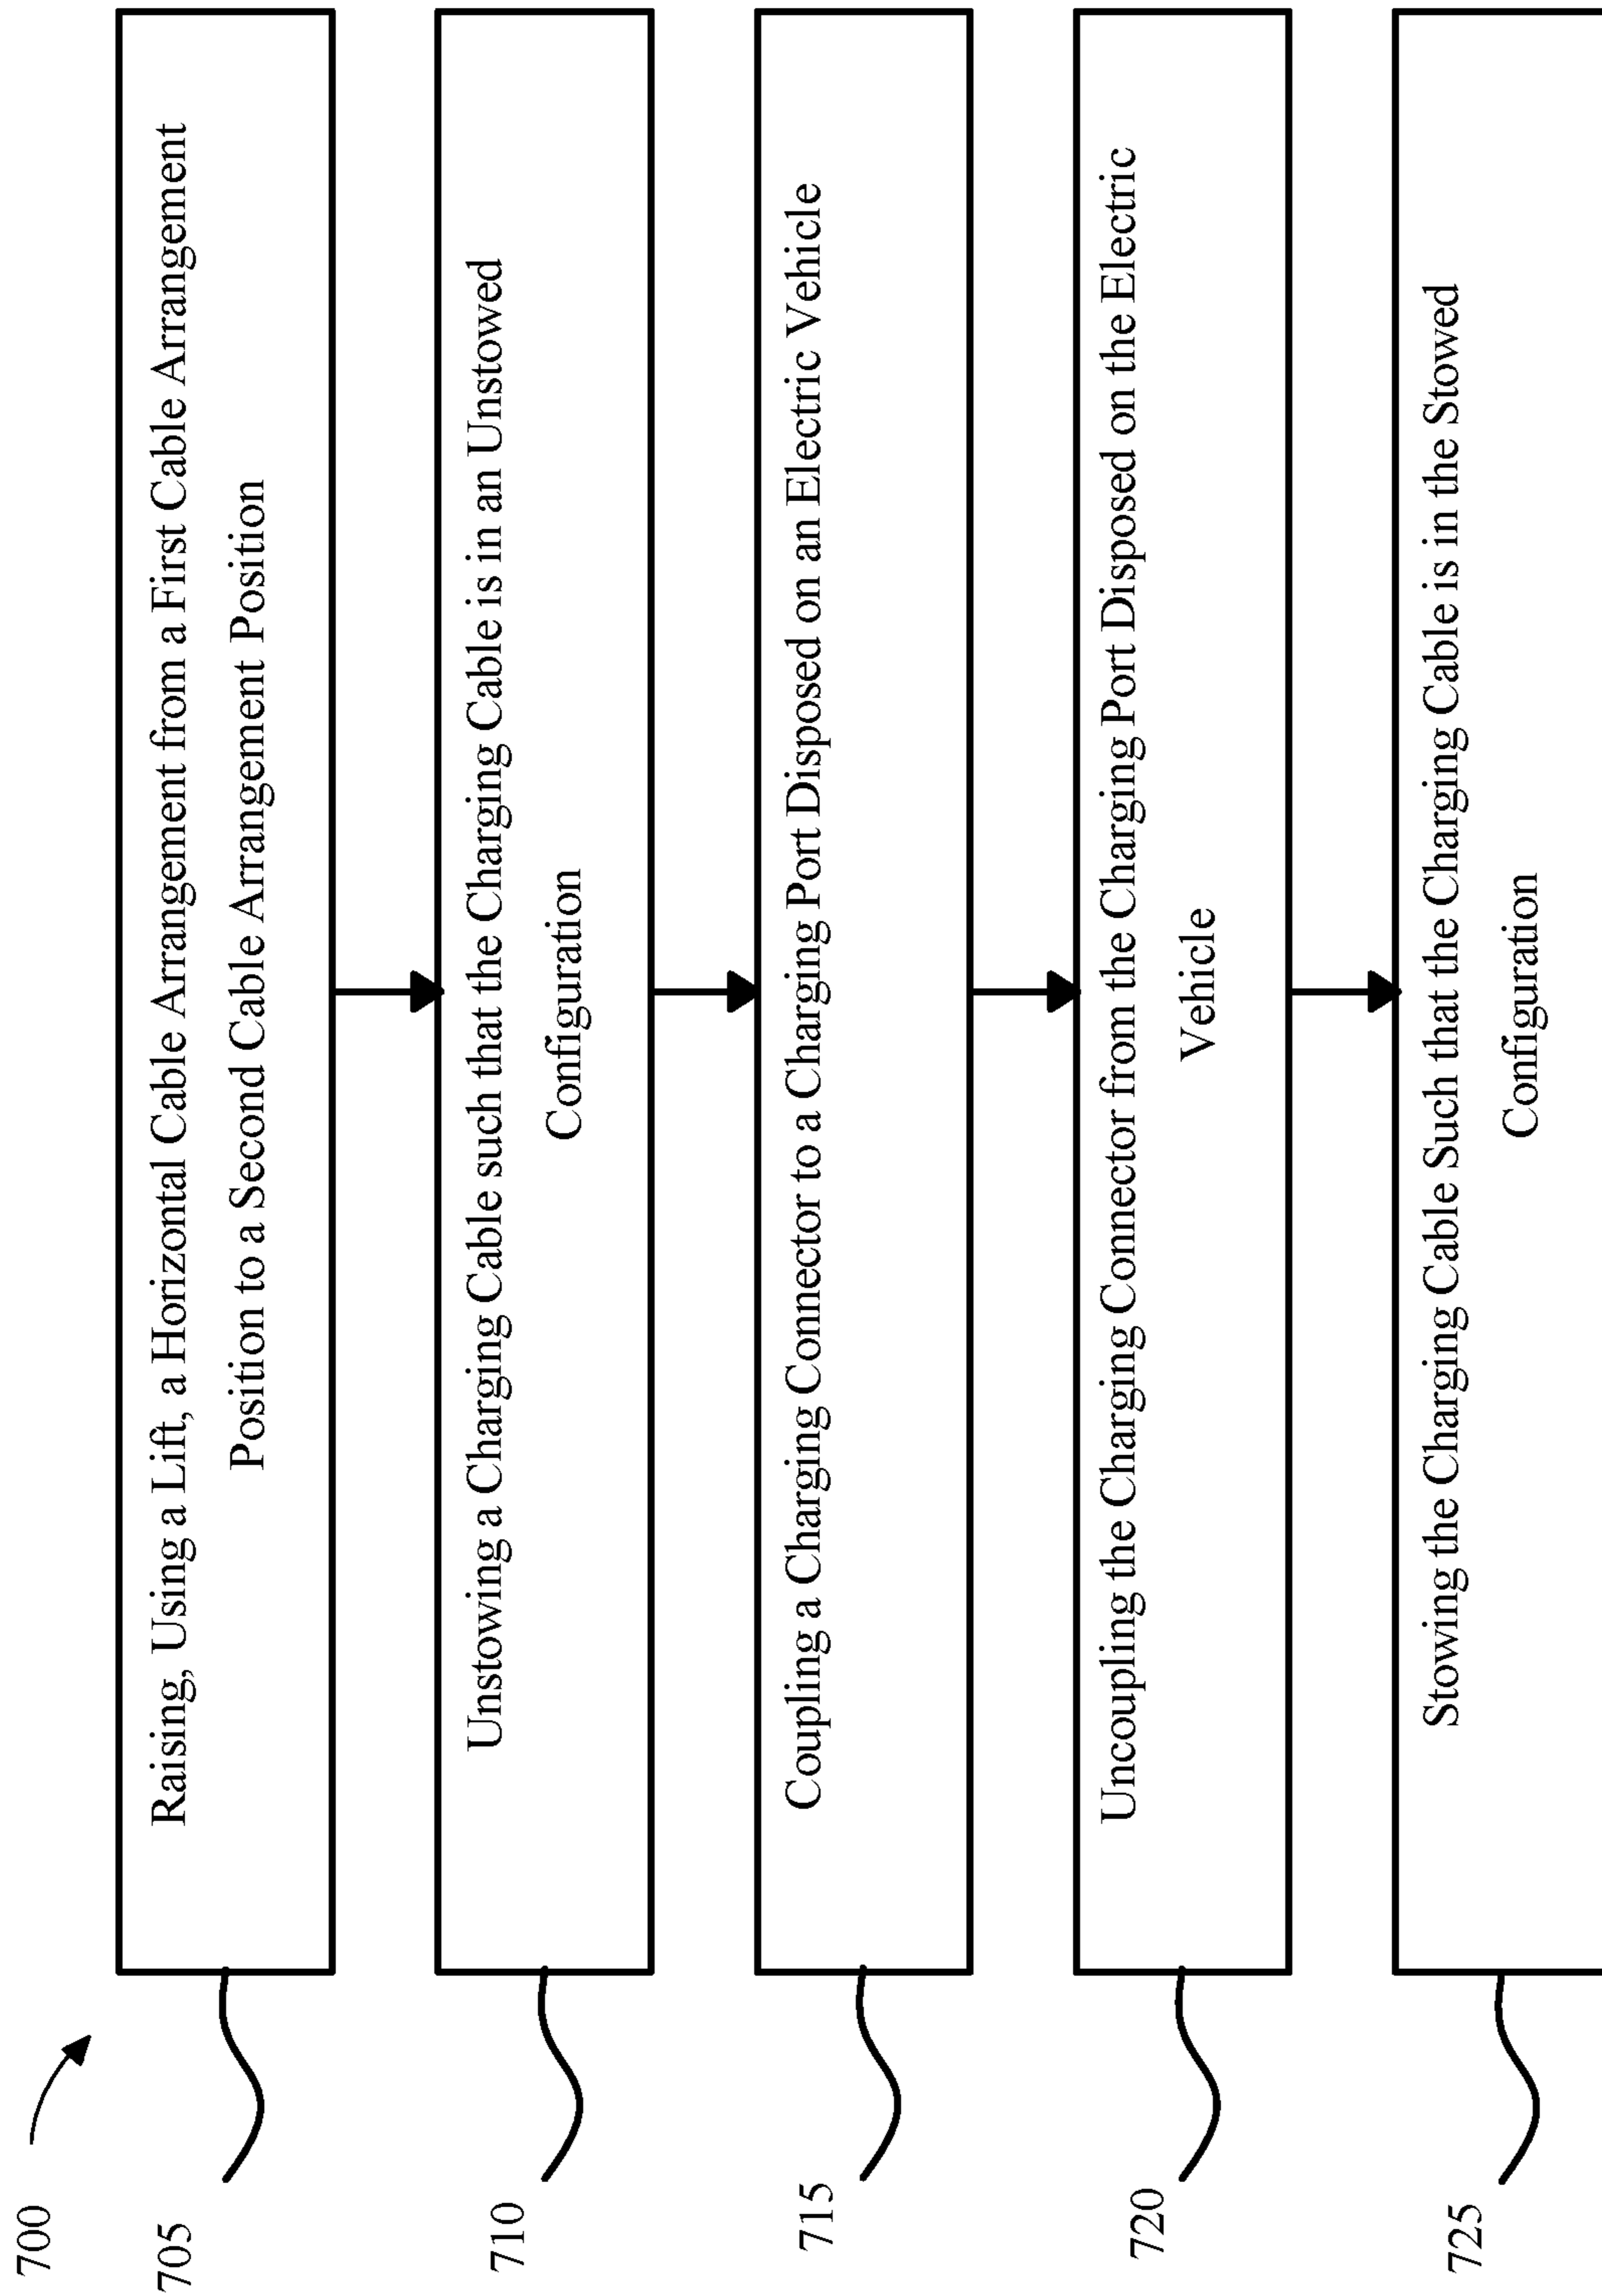 700
705
Raising, Using a Lift, a Horizontal Cable Arrangement from a First Cable Arrangement
Position to a Second Cable Arrangement Position
710
Unstowing a Charging Cable such that the Charging Cable is in an Unstowed
Configuration
715
Coupling a Charging Connector to a Charging Port Disposed on an Electric Vehicle
720
Uncoupling the Charging Connector from the Charging Port Disposed on the Electric
Vehicle
725
Stowing the Charging Cable Such that the Charging Cable is in the Stowed
Configuration